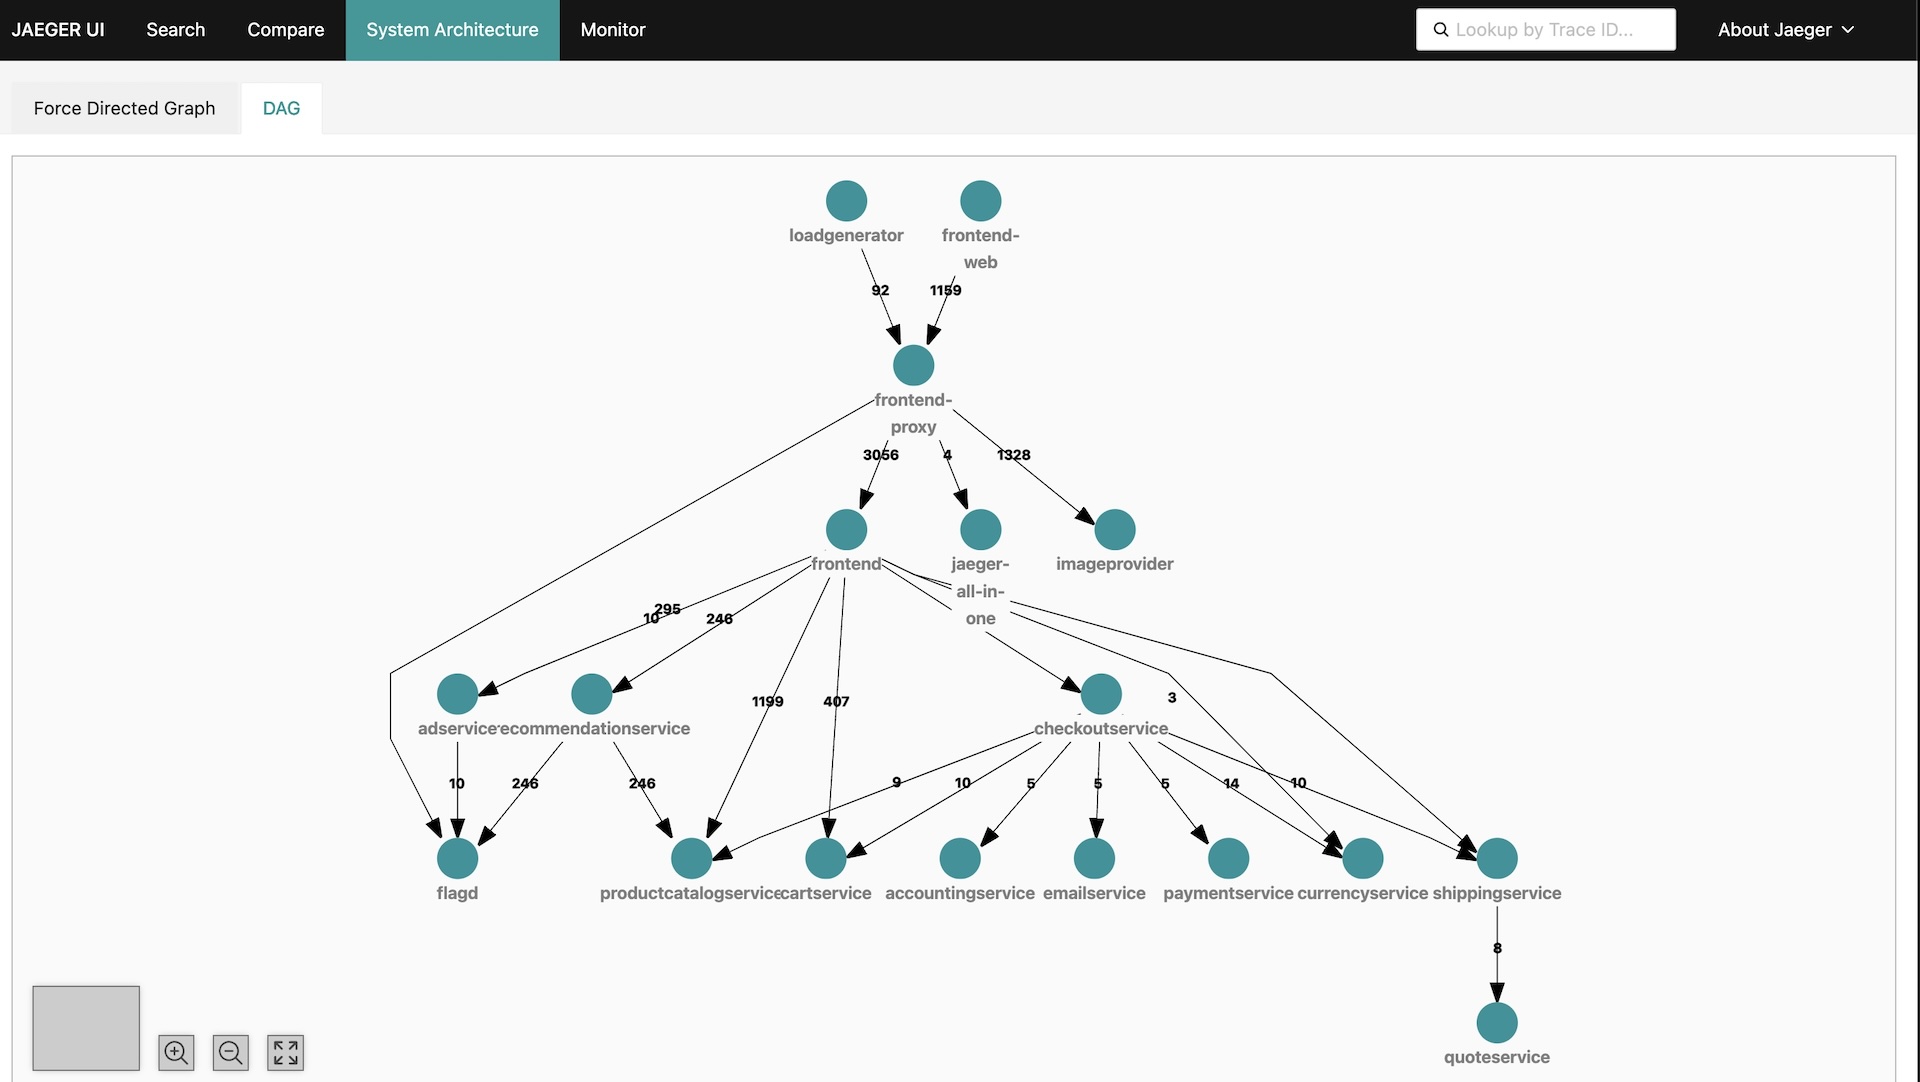 JAEGER UI
Search
Compare
System Architecture
Monitor
Lookup by Trace ID...
About Jaeger
Force Directed Graph
DAG
loadgenerator
frontend-
web
92
1159
frontend-
proxy
3056
4
1328
frontend
jaeger-
all-in-
one
imageprovider
295
10
246
1199
407
3
adservice
recommendationservice
checkoutservice
10
246
246
9
10
5
5
5
14
10
flagd
productcatalogservice
cartservice
accountingservice
emailservice
paymentservice
currencyservice
shippingservice
8
quoteservice